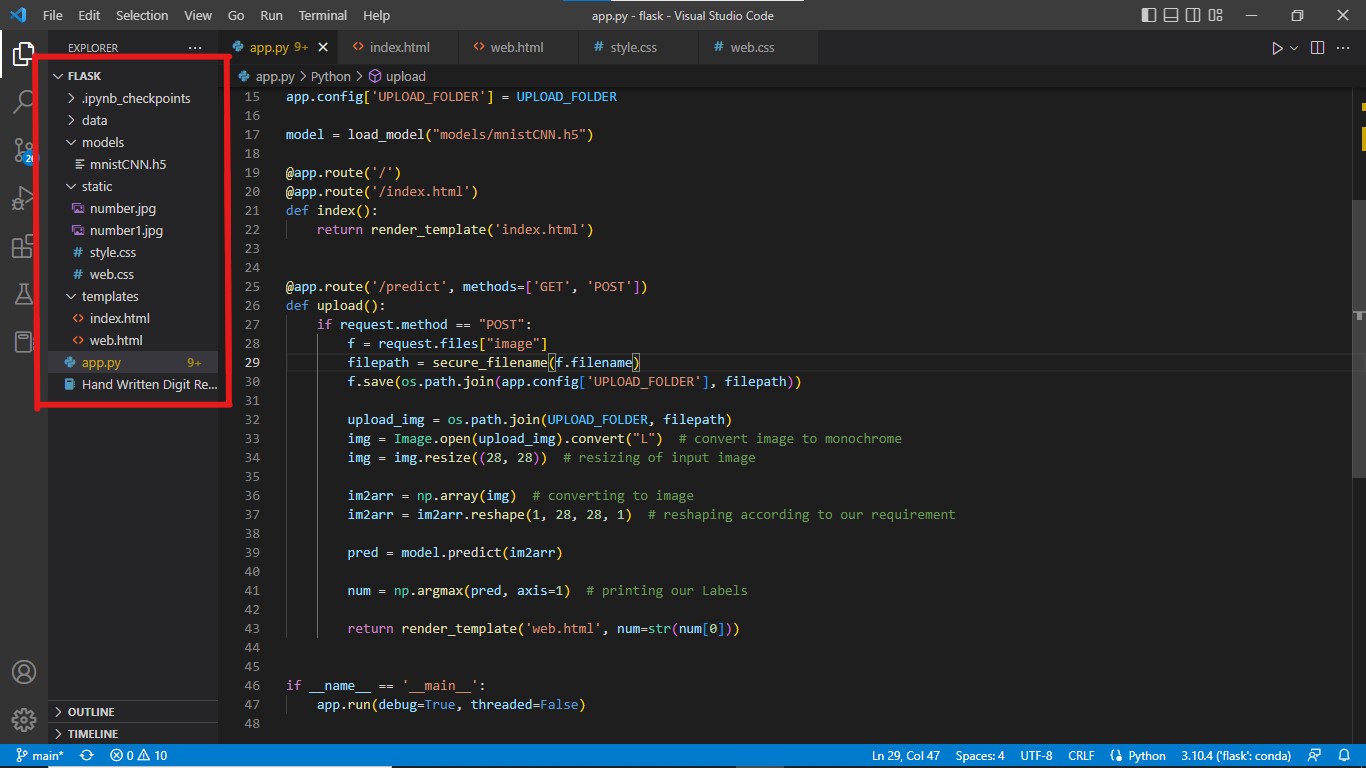 File Edit Selection View Go Run Terminal Help
app.py - flask - Visual Studio Code
EXPLORER ...
FLASK
.ipynb_checkpoints
data
models
mnistCNN.h5
static
number.jpg
number1.jpg
# style.css
# web.css
templates
<> index.html
<> web.html
app.py 9+
Hand Written Digit Re...
OUTLINE
TIMELINE
app.py 9+ <> index.html <> web.html # style.css # web.css
app.py > Python > upload
15 app.config['UPLOAD_FOLDER'] = UPLOAD_FOLDER
16
17 model = load_model("models/mnistCNN.h5")
18
19 @app.route('/')
20 @app.route('/index.html')
21 def index():
22     return render_template('index.html')
23
24
25 @app.route('/predict', methods=['GET', 'POST'])
26 def upload():
27     if request.method == "POST":
28         f = request.files["image"]
29         filepath = secure_filename(f.filename)
30         f.save(os.path.join(app.config['UPLOAD_FOLDER'], filepath))
31
32         upload_img = os.path.join(UPLOAD_FOLDER, filepath)
33         img = Image.open(upload_img).convert("L")  # convert image to monochrome
34         img = img.resize((28, 28))  # resizing of input image
35
36         im2arr = np.array(img)  # converting to image
37         im2arr = im2arr.reshape(1, 28, 28, 1)  # reshaping according to our requirement
38
39         pred = model.predict(im2arr)
40
41         num = np.argmax(pred, axis=1)  # printing our Labels
42
43         return render_template('web.html', num=str(num[0]))
44
45
46 if __name__ == '__main__':
47     app.run(debug=True, threaded=False)
48
main* 0 10 Ln 29, Col 47 Spaces: 4 UTF-8 CRLF Python 3.10.4 ('flask': conda)